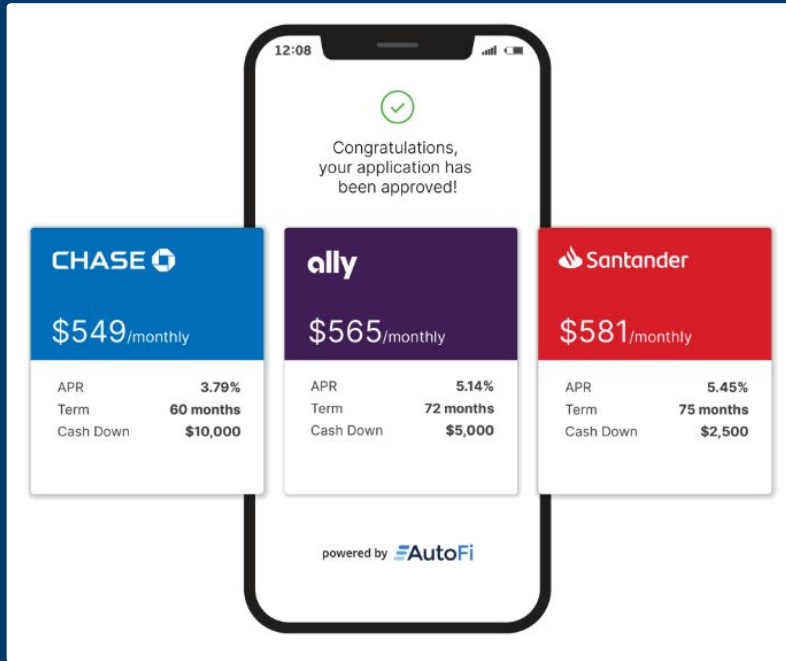 12:08
Congratulations,
your application has
been approved!
CHASE
$549/monthly
APR 3.79%
Term 60 months
Cash Down $10,000
ally
$565/monthly
APR 5.14%
Term 72 months
Cash Down $5,000
Santander
$581/monthly
APR 5.45%
Term 75 months
Cash Down $2,500
powered by AutoFi